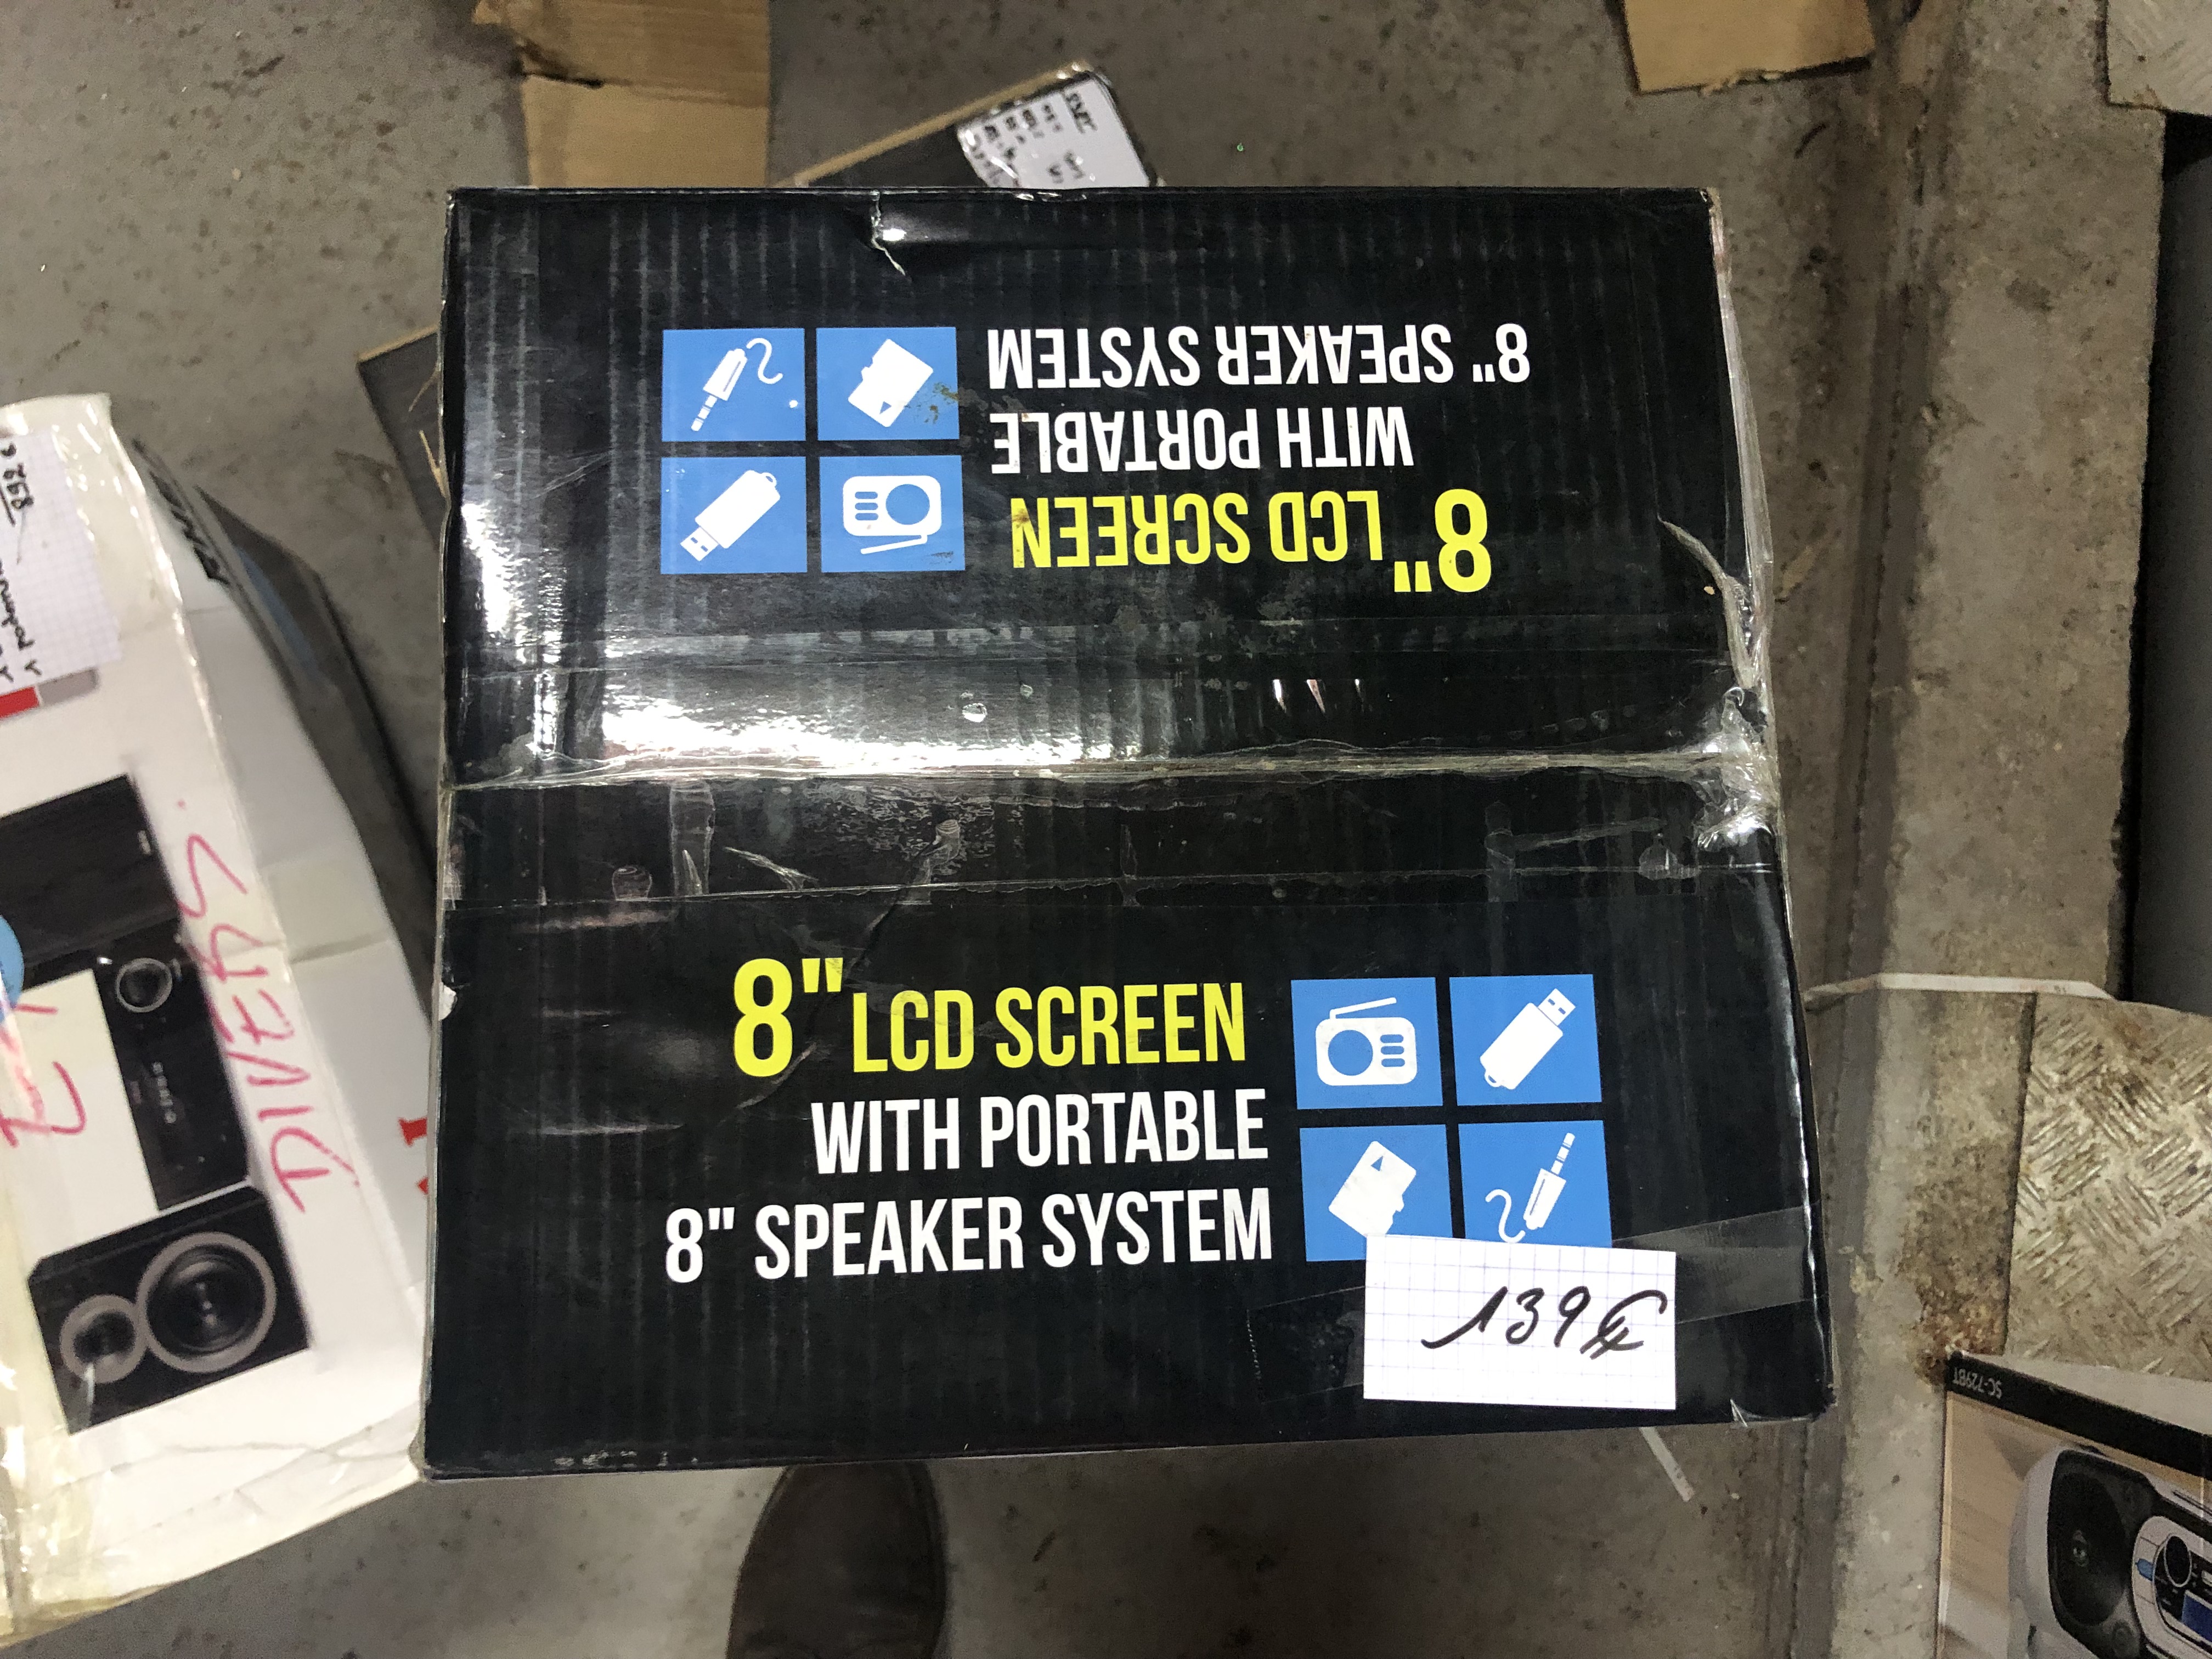 8" SPEAKER SYSTEM
WITH PORTABLE
8" LCD SCREEN
8" LCD SCREEN
WITH PORTABLE
8" SPEAKER SYSTEM
139€
DIVERS.
SC-729BT